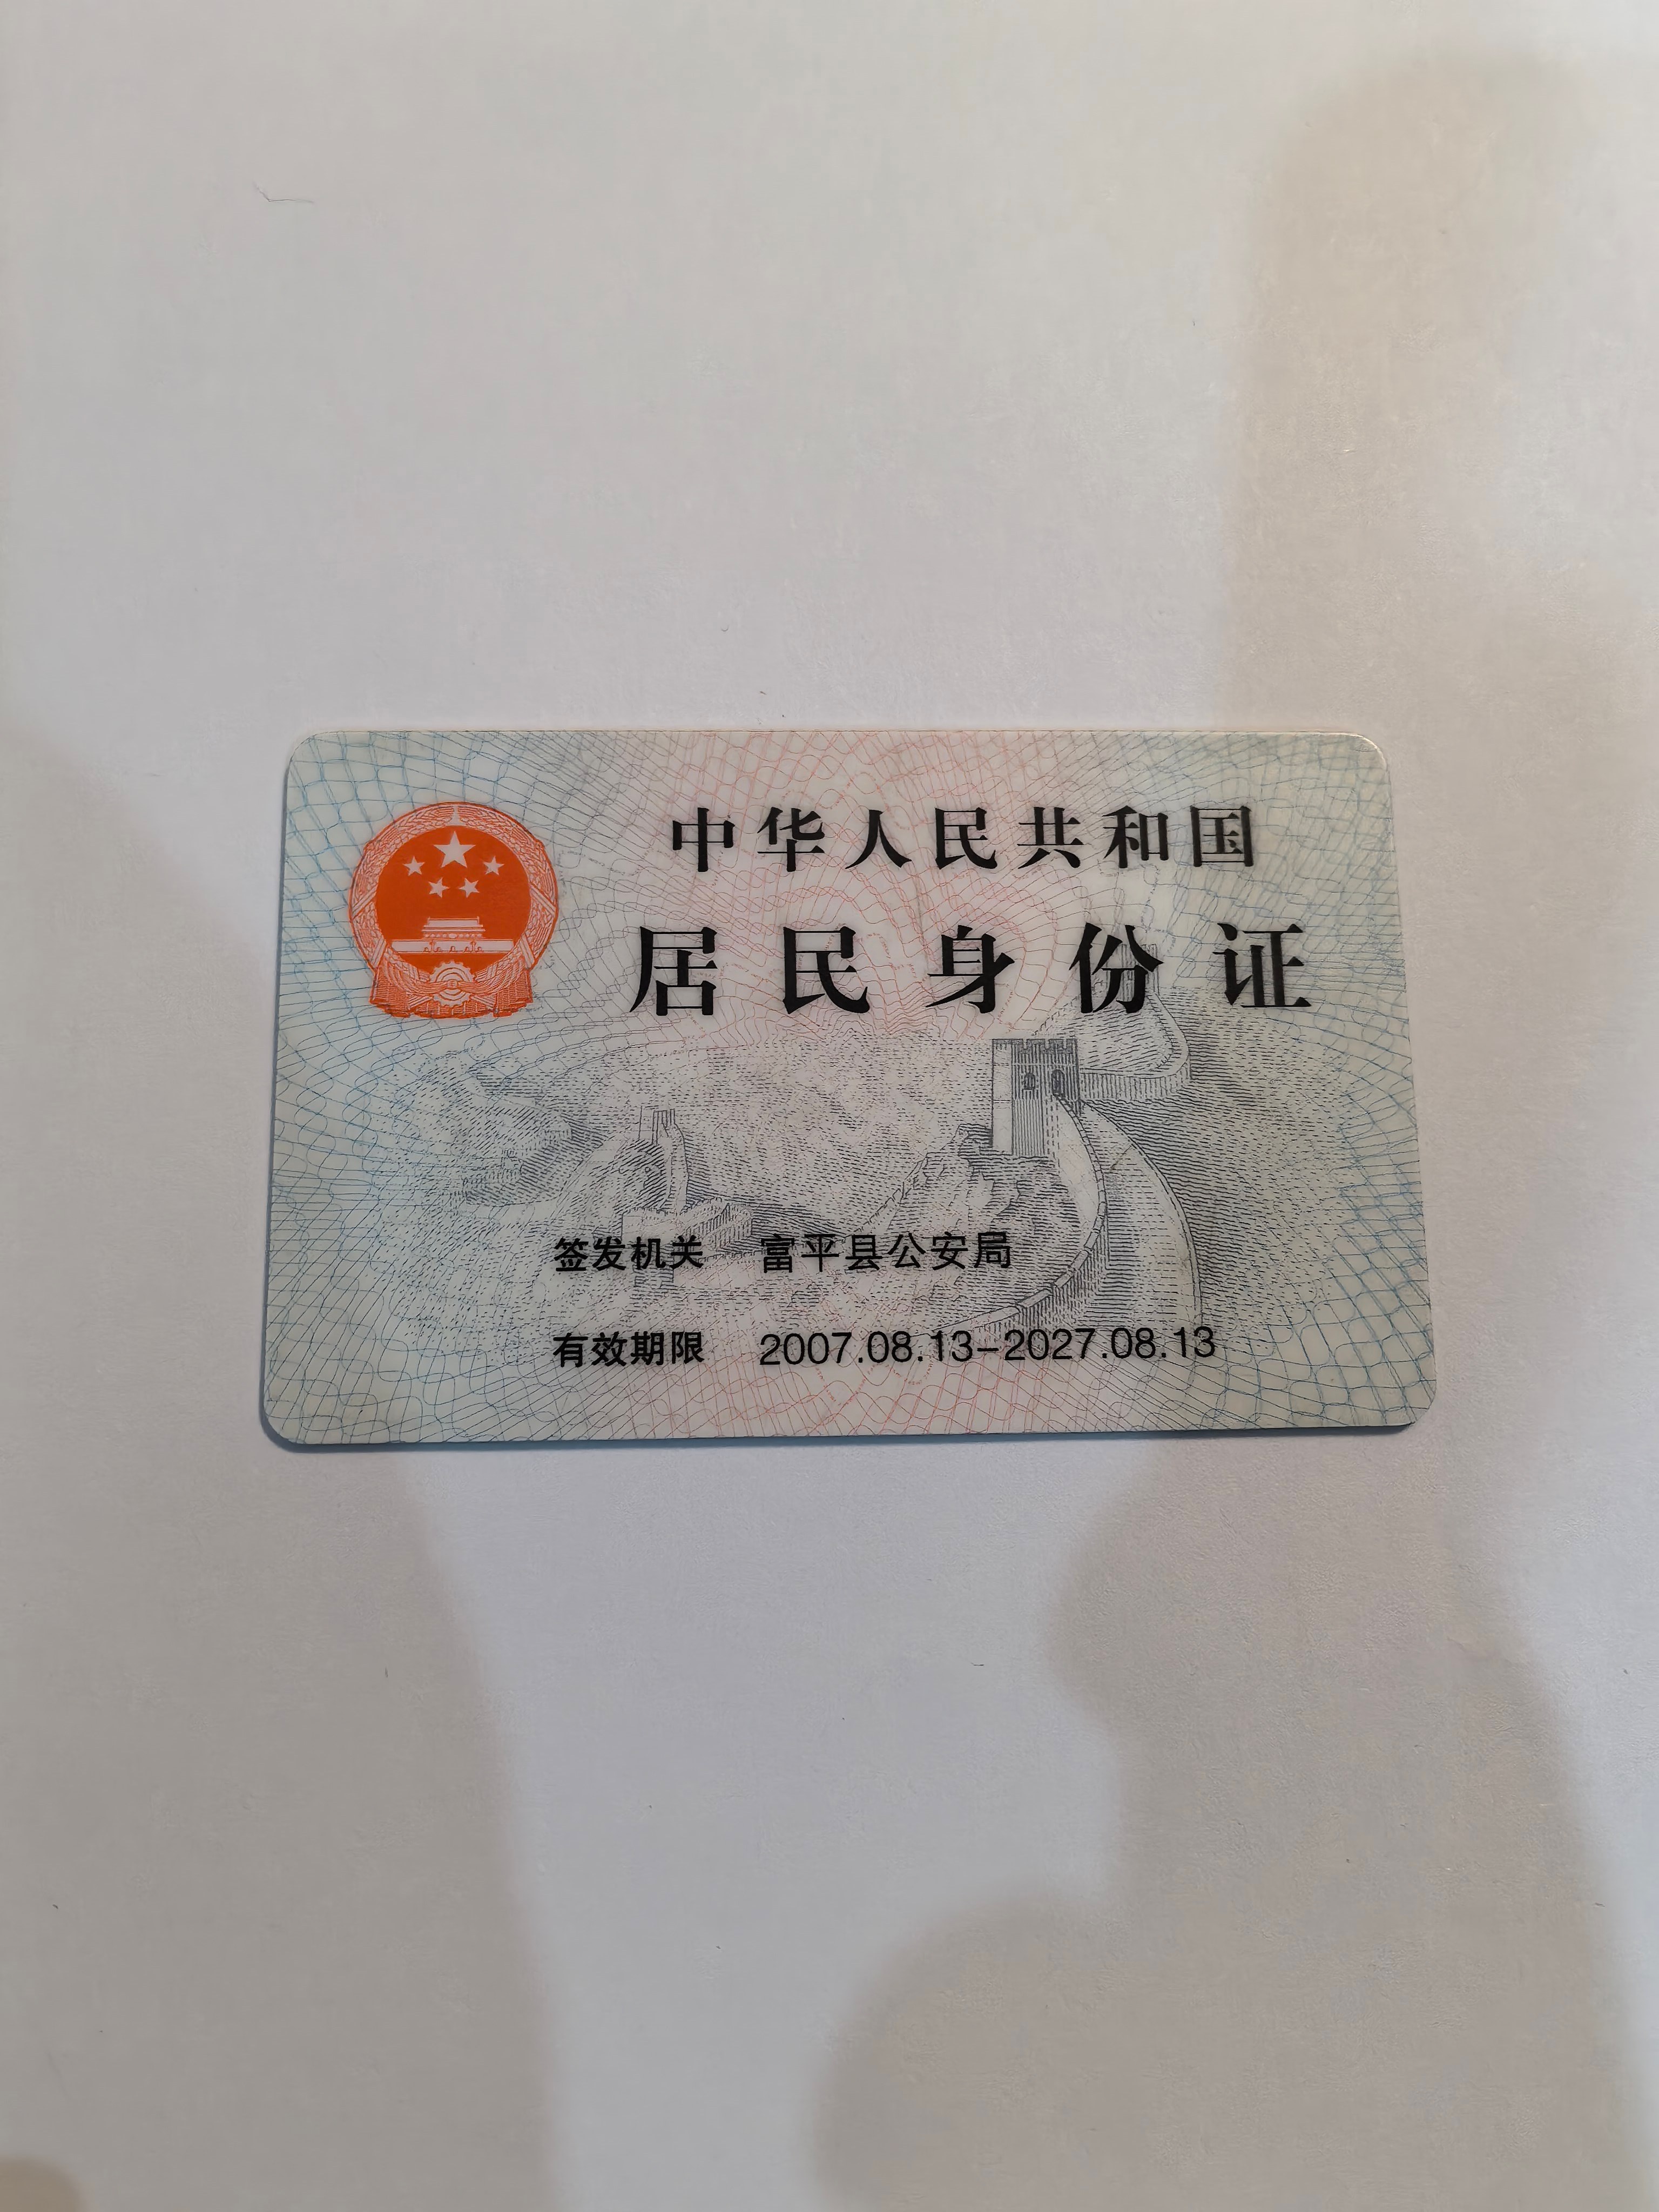 中华人民共和国
居民身份证
签发机关 富平县公安局
有效期限 2007.08.13-2027.08.13